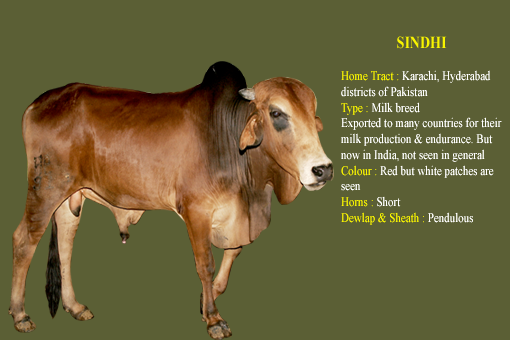 SINDHI
Home Tract : Karachi, Hyderabad
districts of Pakistan
Type : Milk breed
Exported to many countries for their
milk production & endurance. But
now in India, not seen in general
Colour : Red but white patches are
seen
Horns : Short
Dewlap & Sheath : Pendulous